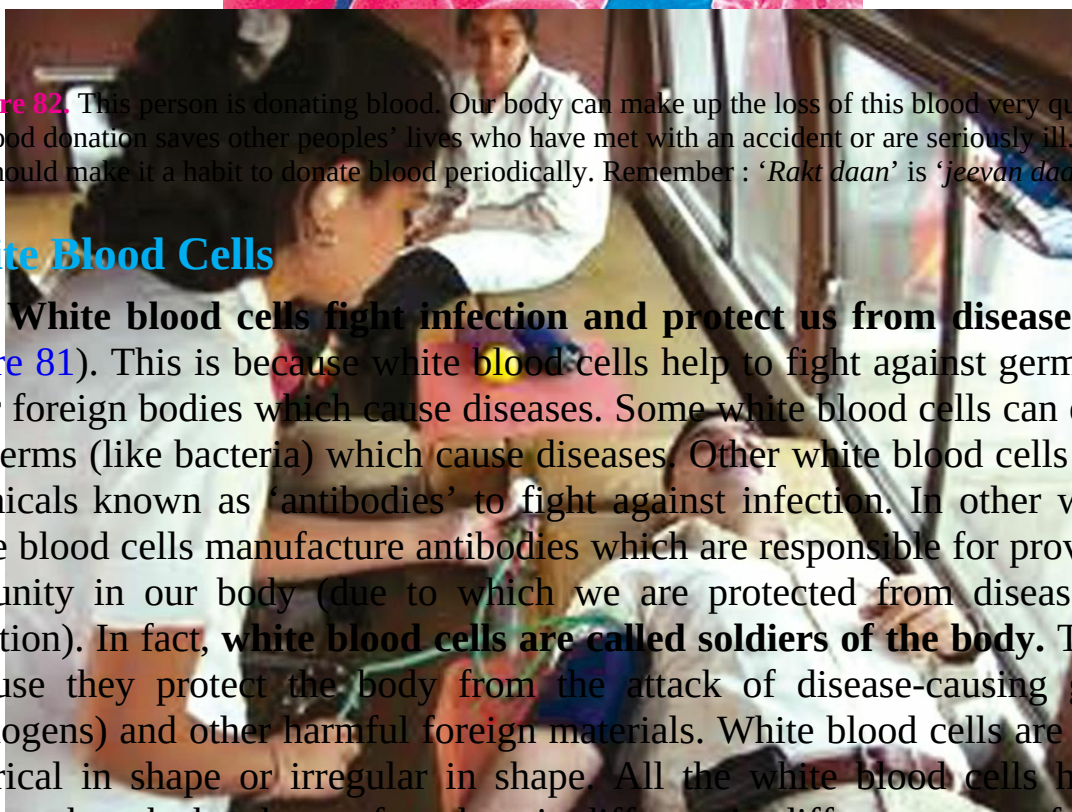 re 82. This person is donating blood. Our body can make up the loss of this blood very qu
ood donation saves other peoples' lives who have met with an accident or are seriously ill.
hould make it a habit to donate blood periodically. Remember : 'Rakt daan' is 'jeevan daa
ite Blood Cells
White blood cells fight infection and protect us from disease
re 81). This is because white blood cells help to fight against germ
r foreign bodies which cause diseases. Some white blood cells can
erms (like bacteria) which cause diseases. Other white blood cells
nicals known as 'antibodies' to fight against infection. In other w
e blood cells manufacture antibodies which are responsible for prov
unity in our body (due to which we are protected from diseas
tion). In fact, white blood cells are called soldiers of the body. T
use they protect the body from the attack of disease-causing g
ogens) and other harmful foreign materials. White blood cells are
rical in shape or irregular in shape. All the white blood cells h